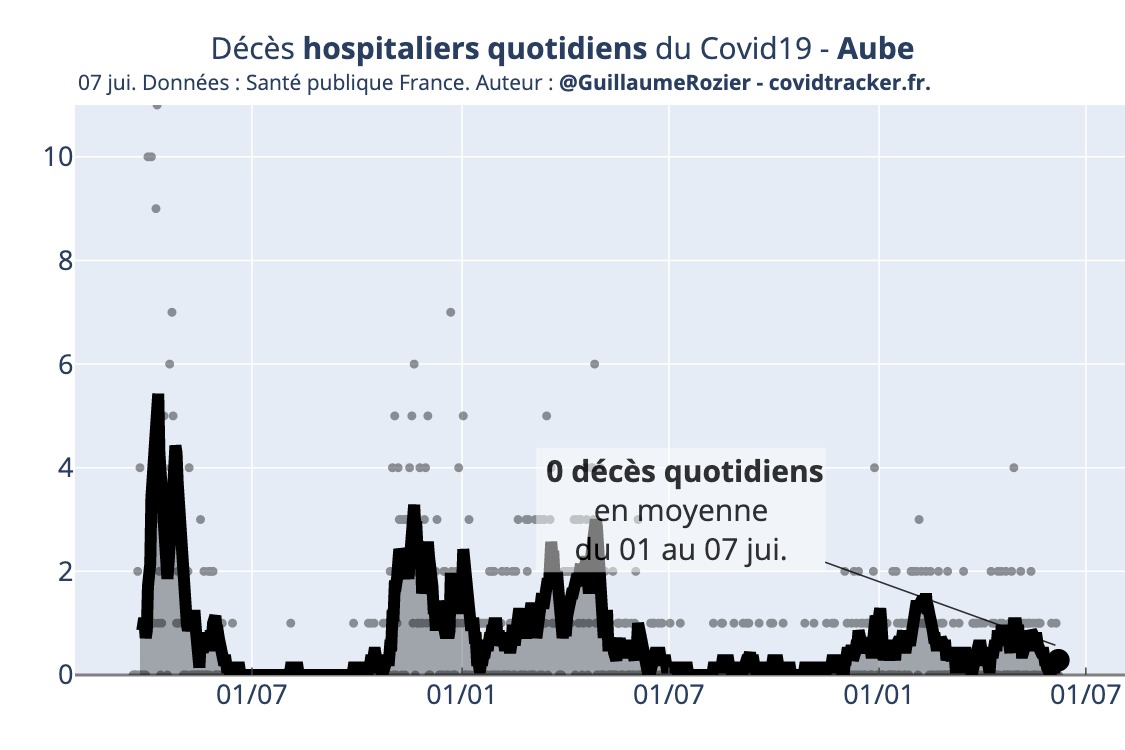 Décès hospitaliers quotidiens du Covid19 - Aube
07 jui. Données : Santé publique France. Auteur : @GuillaumeRozier - covidtracker.fr.
10
8
6
4
2
0
0 décès quotidiens
en moyenne
du 01 au 07 jui.
01/07 01/01 01/07 01/01 01/07